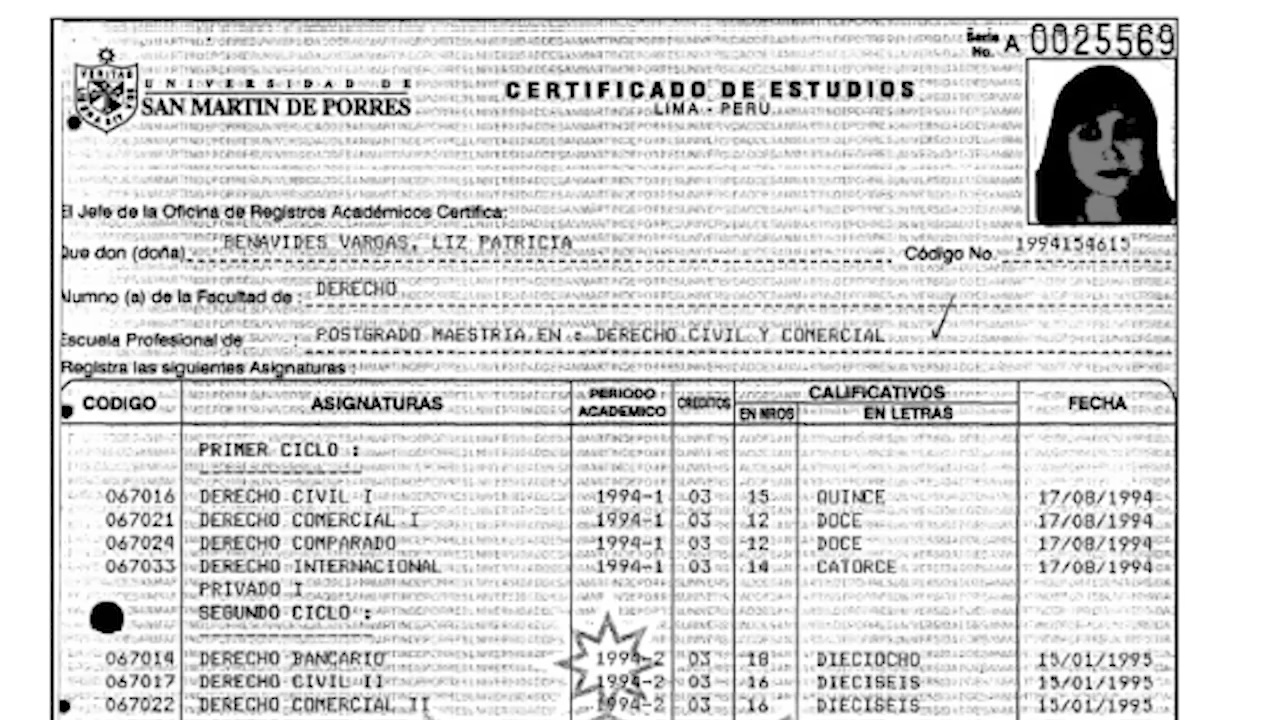 Serie No. A 0025569
VERITAS
UNIVERSIDAD DE
SAN MARTIN DE PORRES
CERTIFICADO DE ESTUDIOS
LIMA - PERU
El Jefe de la Oficina de Registros Académicos Certifica:
Que don (doña) BENAVIDES VARGAS, LIZ PATRICIA Código No. 1994154615
Alumno (a) de la Facultad de : DERECHO
Escuela Profesional de : POSTGRADO MAESTRIA EN : DERECHO CIVIL Y COMERCIAL
Registra las siguientes Asignaturas :
CODIGO ASIGNATURAS PERIODO ACADEMICO CREDITOS CALIFICATIVOS EN NROS EN LETRAS FECHA
PRIMER CICLO :
067016 DERECHO CIVIL I 1994-1 03 15 QUINCE 17/08/1994
067021 DERECHO COMERCIAL I 1994-1 03 12 DOCE 17/08/1994
067024 DERECHO COMPARADO 1994-1 03 12 DOCE 17/08/1994
067033 DERECHO INTERNACIONAL 1994-1 03 14 CATORCE 17/08/1994
PRIVADO I
SEGUNDO CICLO :
067014 DERECHO BANCARIO 1994-2 03 18 DIECIOCHO 15/01/1995
067017 DERECHO CIVIL II 1994-2 03 16 DIECISEIS 15/01/1995
067022 DERECHO COMERCIAL II 1994-2 03 16 DIECISEIS 15/01/1995